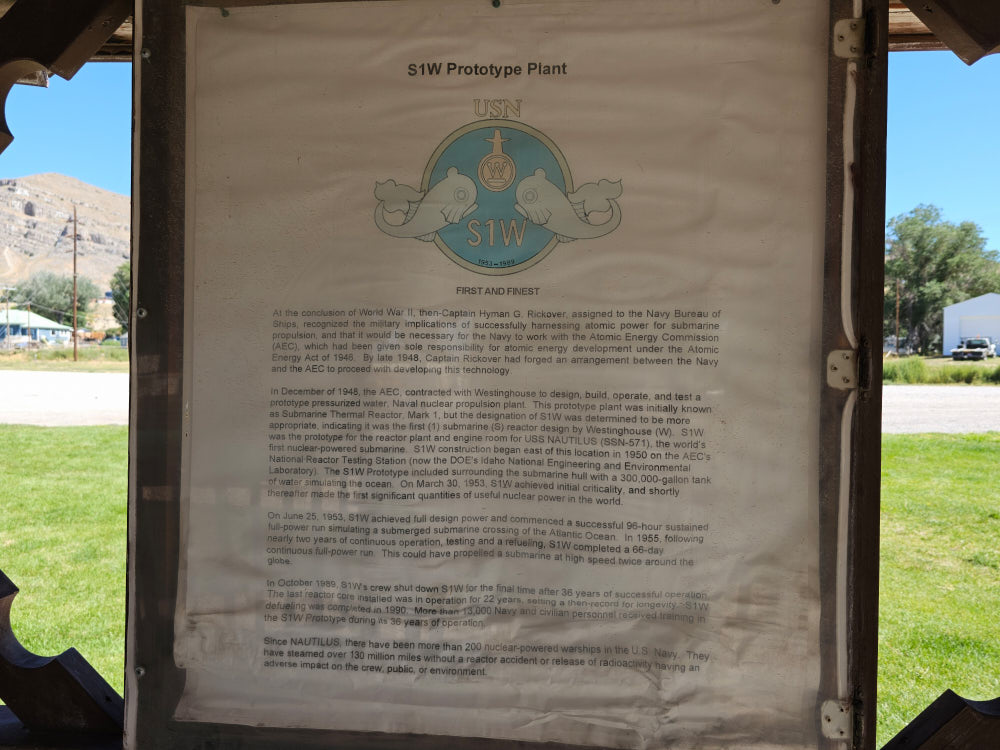 S1W Prototype Plant
USN
W
S1W
1953-1989
FIRST AND FINEST
At the conclusion of World War II, then-Captain Hyman G. Rickover, assigned to the Navy Bureau of
Ships, recognized the military implications of successfully harnessing atomic power for submarine
propulsion, and that it would be necessary for the Navy to work with the Atomic Energy Commission
(AEC), which had been given sole responsibility for atomic energy development under the Atomic
Energy Act of 1946. By late 1948, Captain Rickover had forged an arrangement between the Navy
and the AEC to proceed with developing this technology.
In December of 1948, the AEC, contracted with Westinghouse to design, build, operate, and test a
prototype pressurized water, Naval nuclear propulsion plant. This prototype plant was initially known
as Submarine Thermal Reactor, Mark 1, but the designation of S1W was determined to be more
appropriate, indicating it was the first (1) submarine (S) reactor design by Westinghouse (W). S1W
was the prototype for the reactor plant and engine room for USS NAUTILUS (SSN-571), the world's
first nuclear-powered submarine. S1W construction began east of this location in 1950 on the AEC's
National Reactor Testing Station (now the DOE's Idaho National Engineering and Environmental
Laboratory). The S1W Prototype included surrounding the submarine hull with a 300,000-gallon tank
of water simulating the ocean. On March 30, 1953, S1W achieved initial criticality, and shortly
thereafter made the first significant quantities of useful nuclear power in the world.
On June 25, 1953, S1W achieved full design power and commenced a successful 96-hour sustained
full-power run simulating a submerged submarine crossing of the Atlantic Ocean. In 1955, following
nearly two years of continuous operation, testing and a refueling, S1W completed a 66-day
continuous full-power run. This could have propelled a submarine at high speed twice around the
globe.
In October 1989, S1W's crew shut down S1W for the final time after 36 years of successful operation.
The last reactor core installed was in operation for 22 years, setting a then-record for longevity. S1W
defueling was completed in 1990. More than 13,000 Navy and civilian personnel received training in
the S1W Prototype during its 36 years of operation.
Since NAUTILUS, there have been more than 200 nuclear-powered warships in the U.S. Navy. They
have steamed over 130 million miles without a reactor accident or release of radioactivity having an
adverse impact on the crew, public, or environment.